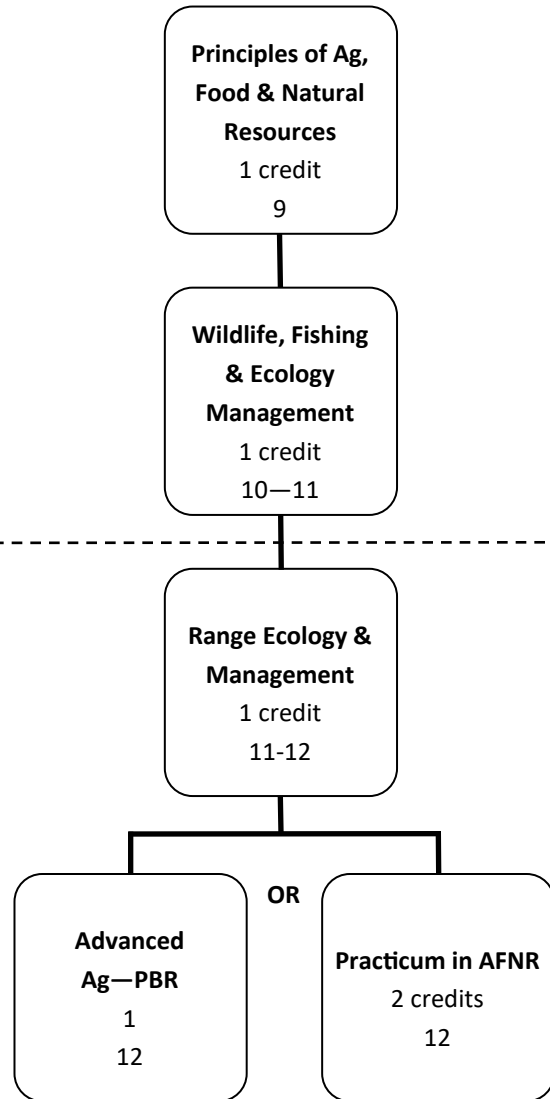 Principles of Ag,
Food & Natural
Resources
1 credit
9
Wildlife, Fishing
& Ecology
Management
1 credit
10—11
Range Ecology &
Management
1 credit
11-12
OR
Advanced
Ag—PBR
1
12
Practicum in AFNR
2 credits
12